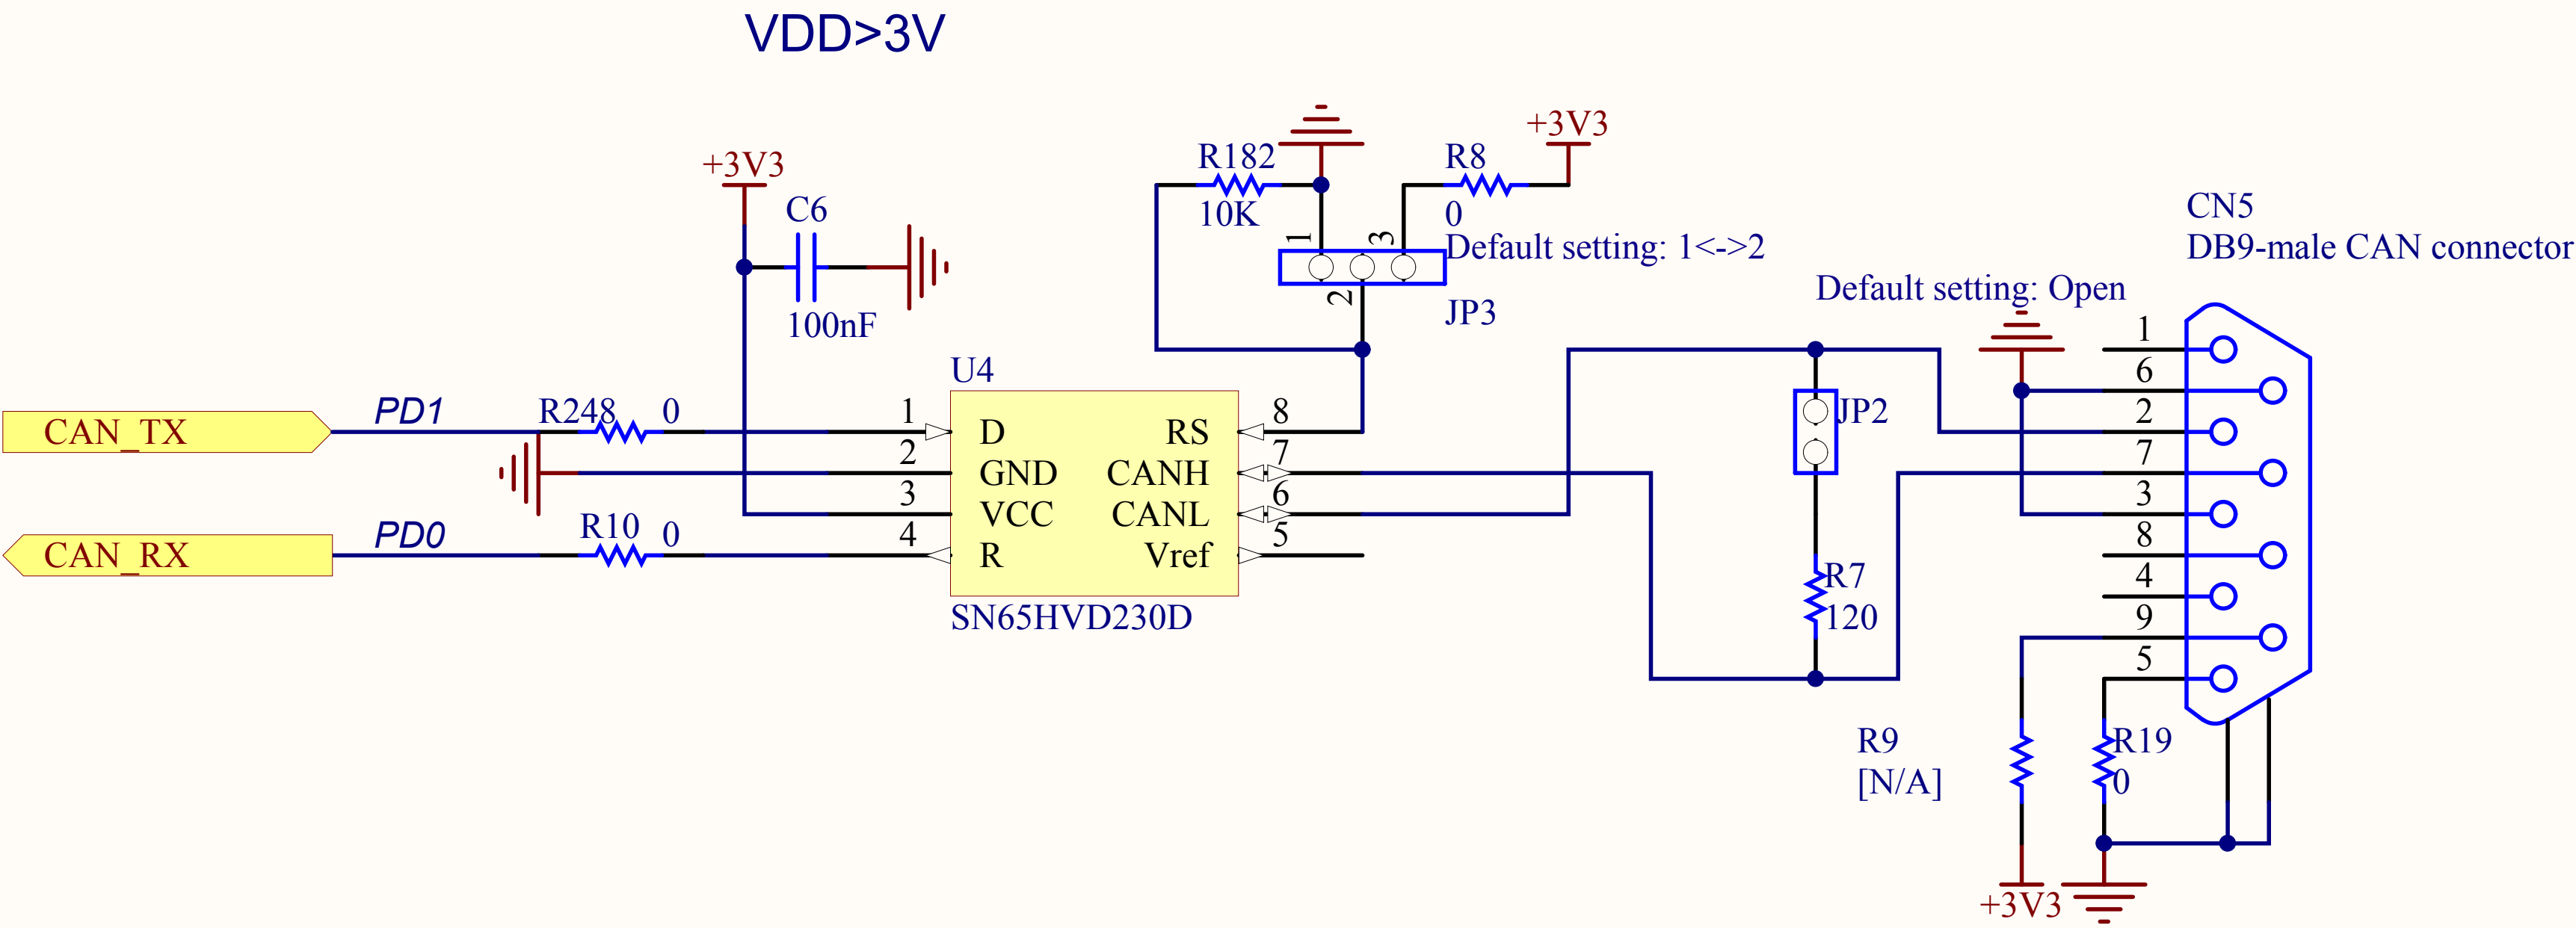 VDD>3V
+3V3
C6
100nF
R182
10K
R8
0
+3V3
1
3
2
Default setting: 1<->2
JP3
CN5
DB9-male CAN connector
Default setting: Open
CAN_TX
PD1
R248
0
CAN_RX
PD0
R10
0
U4
1
2
3
4
D
GND
VCC
R
RS
CANH
CANL
Vref
8
7
6
5
SN65HVD230D
JP2
R7
120
1
6
2
7
3
8
4
9
5
R9
[N/A]
R19
0
+3V3